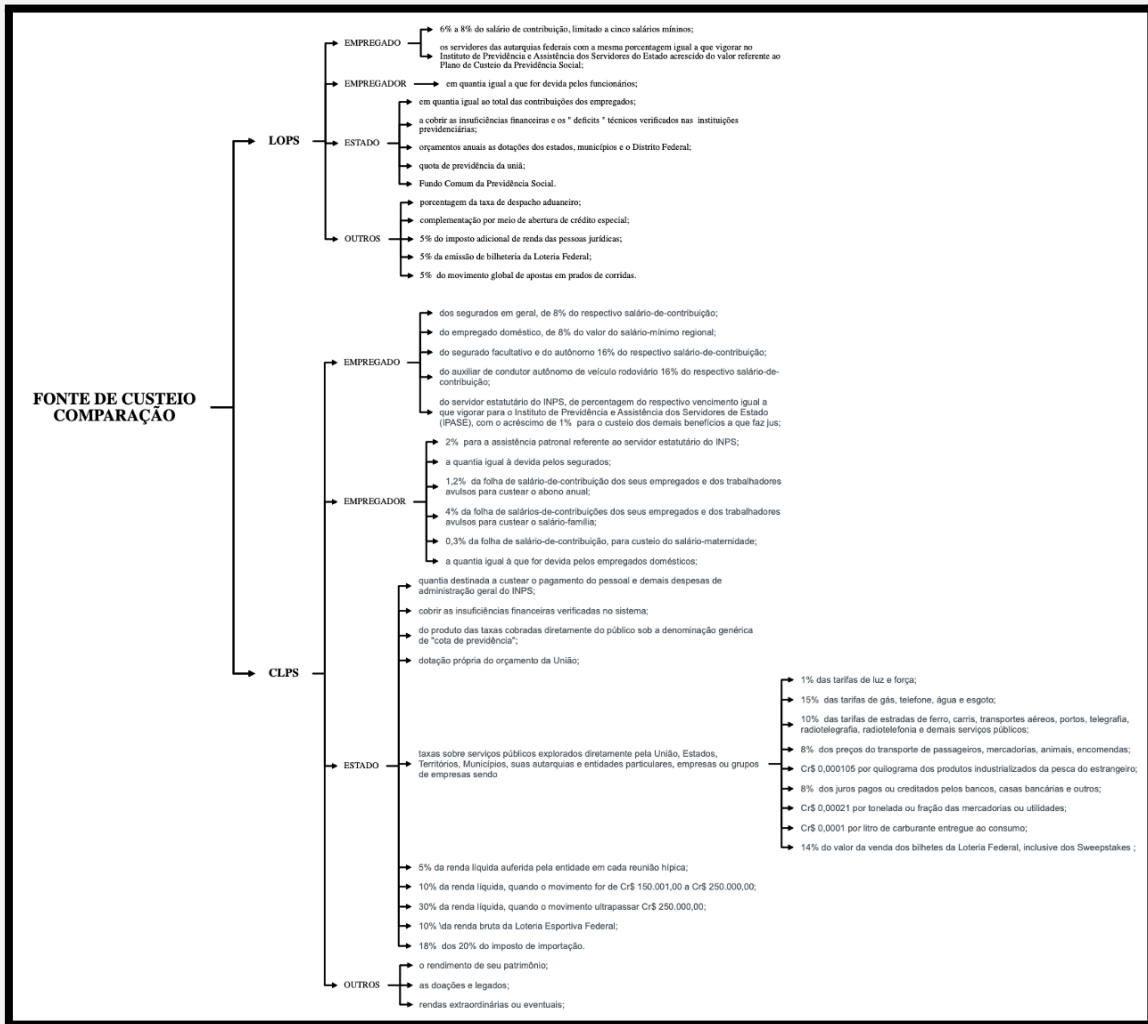 FONTE DE CUSTEIO
COMPARAÇÃO
LOPS
EMPREGADO
6% a 8% do salário de contribuição, limitado a cinco salários míninos;
os servidores das autarquias federais com a mesma porcentagem igual a que vigorar no
Instituto de Previdência e Assistência dos Servidores do Estado acrescido do valor referente ao
Plano de Custeio da Previdência Social;
EMPREGADOR
em quantia igual a que for devida pelos funcionários;
ESTADO
em quantia igual ao total das contribuições dos empregados;
a cobrir as insuficiências financeiras e os " deficits " técnicos verificados nas instituições
previdenciárias;
orçamentos anuais as dotações dos estados, municípios e o Distrito Federal;
quota de previdência da uniã;
Fundo Comum da Previdência Social.
OUTROS
porcentagem da taxa de despacho aduaneiro;
complementação por meio de abertura de crédito especial;
5% do imposto adicional de renda das pessoas jurídicas;
5% da emissão de bilheteria da Loteria Federal;
5% do movimento global de apostas em prados de corridas.
CLPS
EMPREGADO
dos segurados em geral, de 8% do respectivo salário-de-contribuição;
do empregado doméstico, de 8% do valor do salário-mínimo regional;
do segurado facultativo e do autônomo 16% do respectivo salário-de-contribuição;
do auxiliar de condutor autônomo de veículo rodoviário 16% do respectivo salário-de-
contribuição;
do servidor estatutário do INPS, de percentagem do respectivo vencimento igual a
que vigorar para o Instituto de Previdência e Assistência dos Servidores de Estado
(IPASE), com o acréscimo de 1% para o custeio dos demais benefícios a que faz jus;
EMPREGADOR
2% para a assistência patronal referente ao servidor estatutário do INPS;
a quantia igual à devida pelos segurados;
1,2% da folha de salário-de-contribuição dos seus empregados e dos trabalhadores
avulsos para custear o abono anual;
4% da folha de salários-de-contribuições dos seus empregados e dos trabalhadores
avulsos para custear o salário-família;
0,3% da folha de salário-de-contribuição, para custeio do salário-maternidade;
a quantia igual à que for devida pelos empregados domésticos;
ESTADO
quantia destinada a custear o pagamento do pessoal e demais despesas de
administração geral do INPS;
cobrir as insuficiências financeiras verificadas no sistema;
do produto das taxas cobradas diretamente do público sob a denominação genérica
de "cota de previdência";
dotação própria do orçamento da União;
taxas sobre serviços públicos explorados diretamente pela União, Estados,
Territórios, Municípios, suas autarquias e entidades particulares, empresas ou grupos
de empresas sendo
1% das tarifas de luz e força;
15% das tarifas de gás, telefone, água e esgoto;
10% das tarifas de estradas de ferro, carris, transportes aéreos, portos, telegrafia,
radiotelegrafia, radiotelefonia e demais serviços públicos;
8% dos preços do transporte de passageiros, mercadorias, animais, encomendas;
Cr$ 0,000105 por quilograma dos produtos industrializados da pesca do estrangeiro;
8% dos juros pagos ou creditados pelos bancos, casas bancárias e outros;
Cr$ 0,00021 por tonelada ou fração das mercadorias ou utilidades;
Cr$ 0,0001 por litro de carburante entregue ao consumo;
14% do valor da venda dos bilhetes da Loteria Federal, inclusive dos Sweepstakes ;
5% da renda líquida auferida pela entidade em cada reunião hípica;
10% da renda líquida, quando o movimento for de Cr$ 150.001,00 a Cr$ 250.000,00;
30% da renda líquida, quando o movimento ultrapassar Cr$ 250.000,00;
10% \da renda bruta da Loteria Esportiva Federal;
18% dos 20% do imposto de importação.
OUTROS
o rendimento de seu patrimônio;
as doações e legados;
rendas extraordinárias ou eventuais;